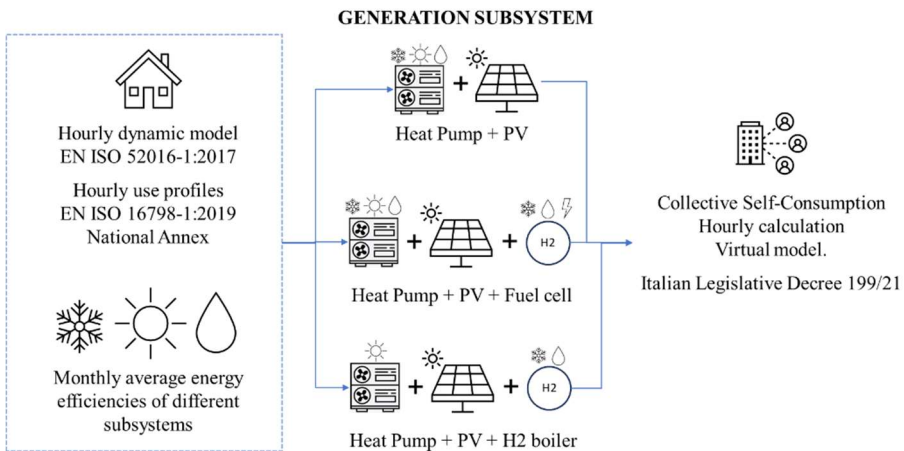 GENERATION SUBSYSTEM
Hourly dynamic model
EN ISO 52016-1:2017
Hourly use profiles
EN ISO 16798-1:2019
National Annex
Monthly average energy
efficiencies of different
subsystems
Heat Pump + PV
H2
Heat Pump + PV + Fuel cell
H2
Heat Pump + PV + H2 boiler
Collective Self-Consumption
Hourly calculation
Virtual model.
Italian Legislative Decree 199/21